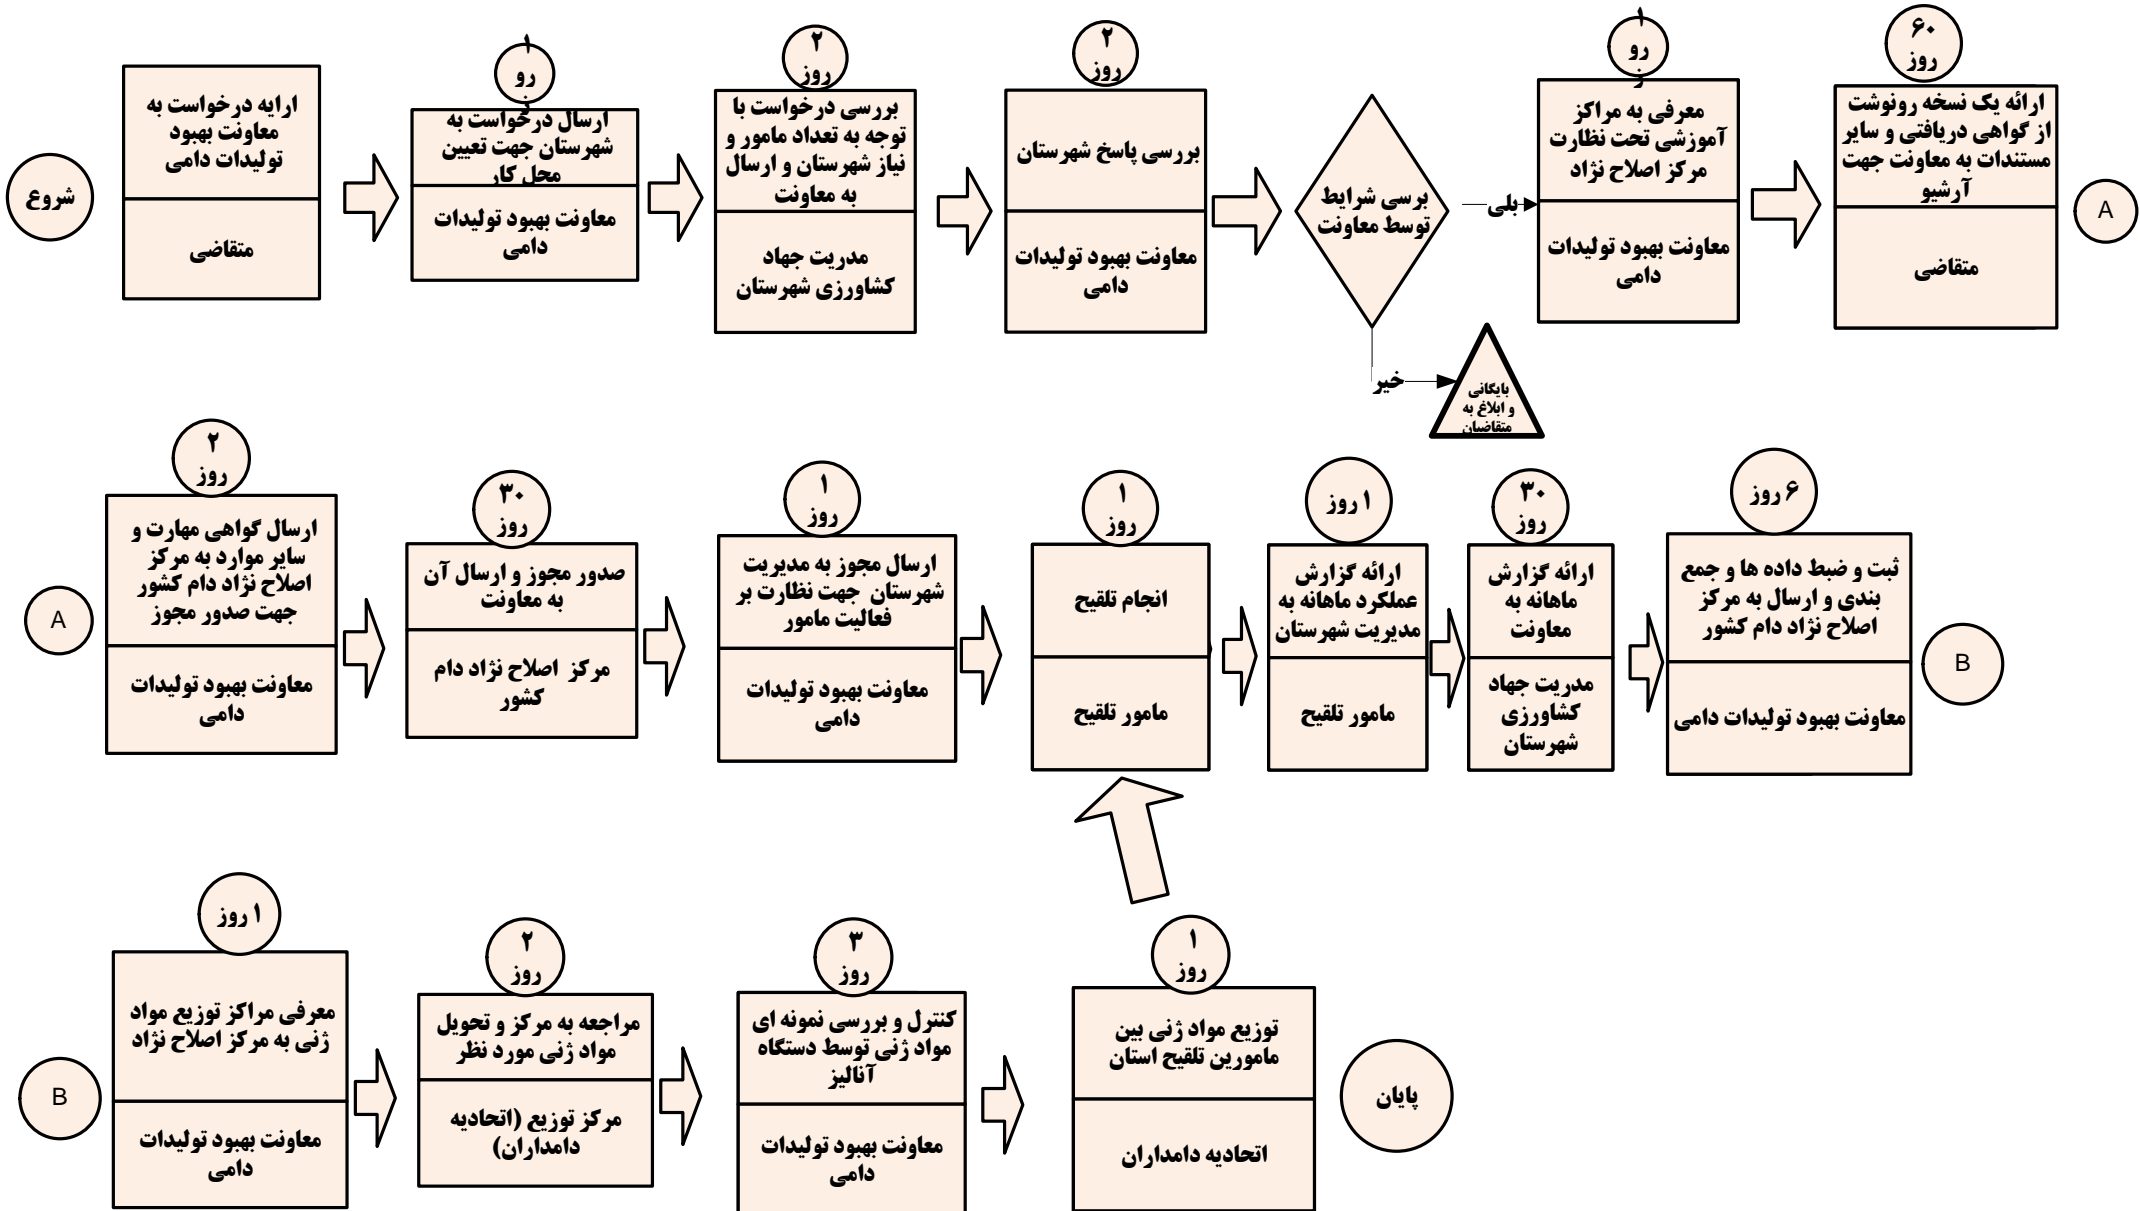 شروع
ارایه درخواست به
معاونت بهبود
تولیدات دامی
متقاضی
۱
رو
ز
ارسال درخواست به
شهرستان جهت تعیین
محل کار
معاونت بهبود تولیدات
دامی
۲
روز
بررسی درخواست با
توجه به تعداد مامور و
نیاز شهرستان و ارسال
به معاونت
مدریت جهاد
کشاورزی شهرستان
۲
روز
بررسی پاسخ شهرستان
معاونت بهبود تولیدات
دامی
برسی شرایط
توسط معاونت
بلی
خیر
بایگانی
و ابلاغ به
متقاضیان
۱
رو
ز
معرفی به مراکز
آموزشی تحت نظارت
مرکز اصلاح نژاد
معاونت بهبود تولیدات
دامی
۶۰
روز
ارائه یک نسخه رونوشت
از گواهی دریافتی و سایر
مستندات به معاونت جهت
آرشیو
متقاضی
A
A
۲
روز
ارسال گواهی مهارت و
سایر موارد به مرکز
اصلاح نژاد دام کشور
جهت صدور مجوز
معاونت بهبود تولیدات
دامی
۳۰
روز
صدور مجوز و ارسال آن
به معاونت
مرکز اصلاح نژاد دام
کشور
۱
روز
ارسال مجوز به مدیریت
شهرستان جهت نظارت بر
فعالیت مامور
معاونت بهبود تولیدات
دامی
۱
روز
انجام تلقیح
مامور تلقیح
۱ روز
ارائه گزارش
عملکرد ماهانه به
مدیریت شهرستان
مامور تلقیح
۳۰
روز
ارائه گزارش
ماهانه به
معاونت
مدریت جهاد
کشاورزی
شهرستان
۶ روز
ثبت و ضبط داده ها و جمع
بندی و ارسال به مرکز
اصلاح نژاد دام کشور
معاونت بهبود تولیدات دامی
B
B
۱ روز
معرفی مراکز توزیع مواد
ژنی به مرکز اصلاح نژاد
معاونت بهبود تولیدات
دامی
۲
روز
مراجعه به مرکز و تحویل
مواد ژنی مورد نظر
مرکز توزیع (اتحادیه
دامداران)
۳
روز
کنترل و بررسی نمونه ای
مواد ژنی توسط دستگاه
آنالیز
معاونت بهبود تولیدات
دامی
۱
روز
توزیع مواد ژنی بین
مامورین تلقیح استان
اتحادیه دامداران
پایان